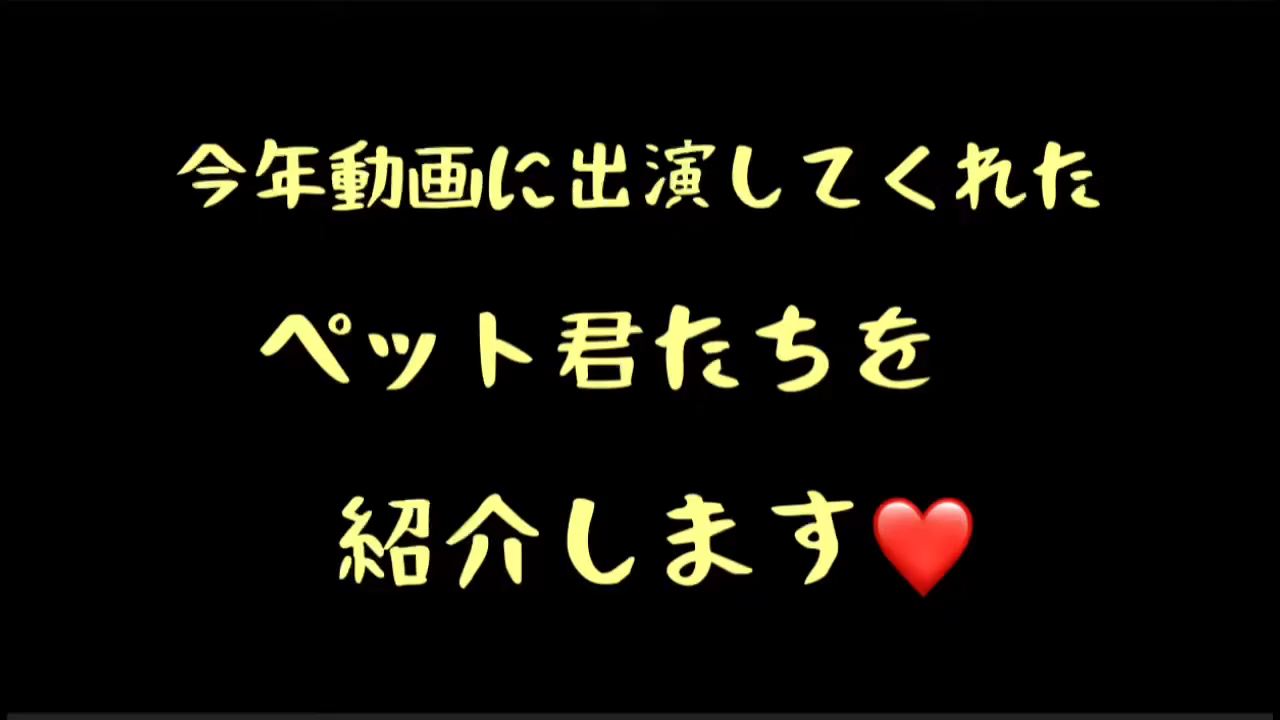 今年動画に出演してくれた
ペット君たちを
紹介します❤️